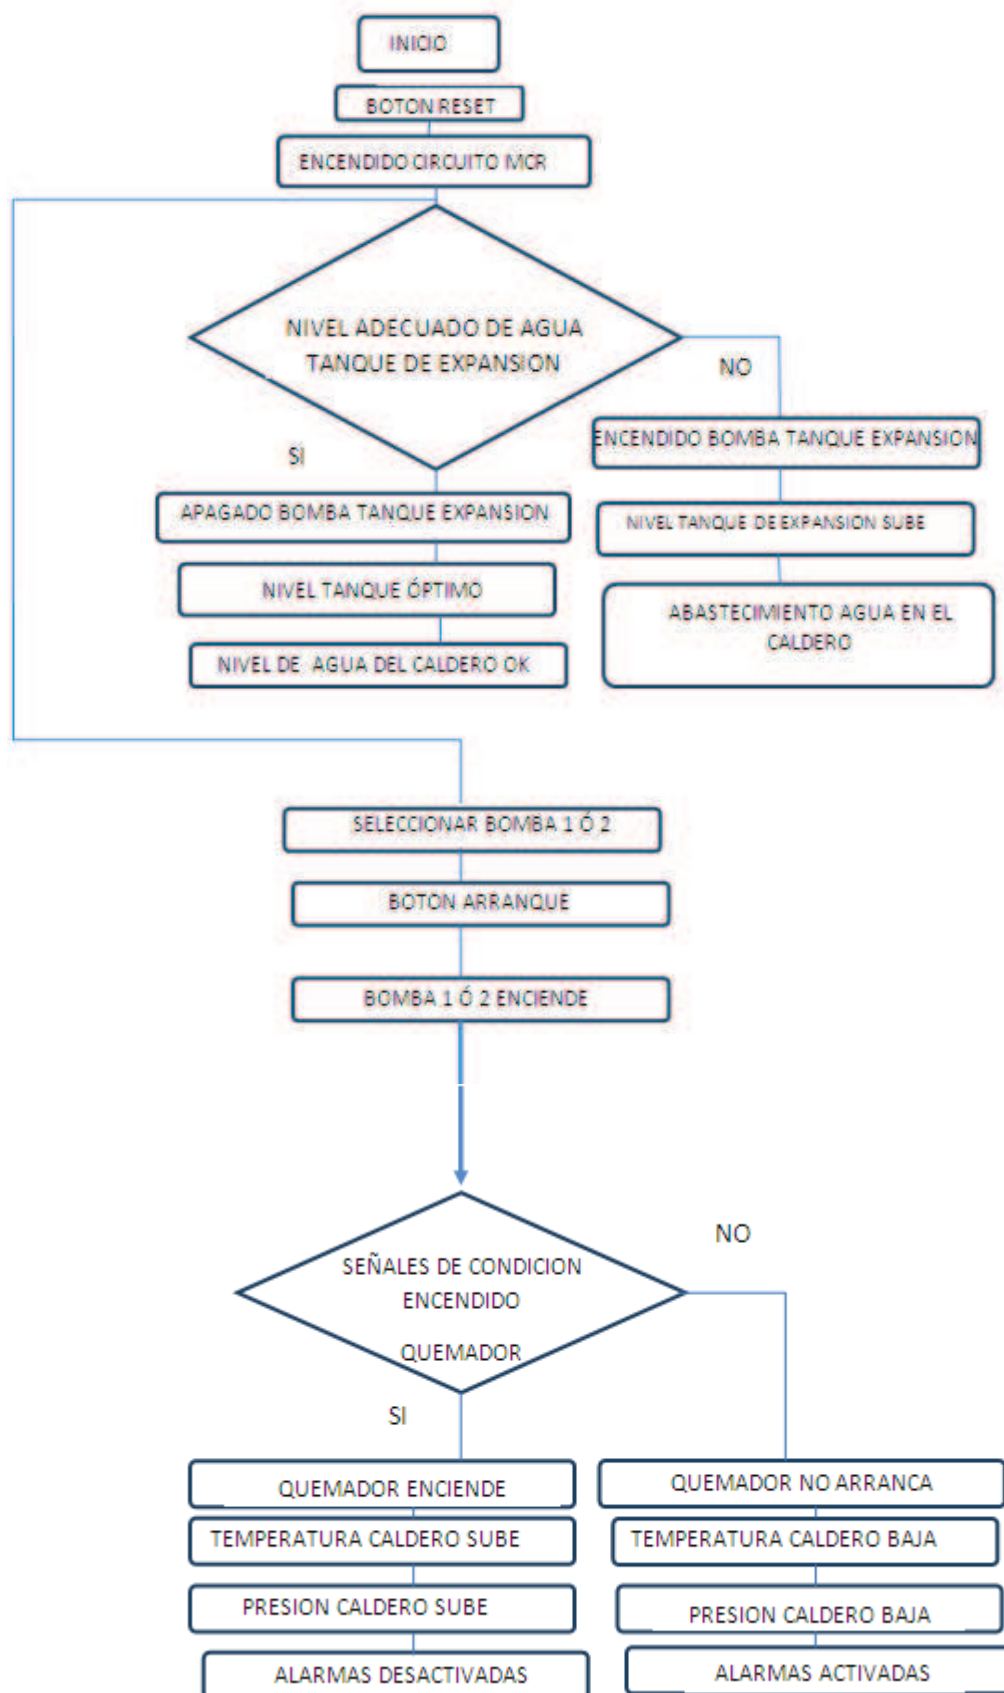 INICIO
BOTON RESET
ENCENDIDO CIRCUITO MCR
NIVEL ADECUADO DE AGUA
TANQUE DE EXPANSION
NO
SI
ENCENDIDO BOMBA TANQUE EXPANSION
APAGADO BOMBA TANQUE EXPANSION
NIVEL TANQUE DE EXPANSION SUBE
NIVEL TANQUE ÓPTIMO
ABASTECIMIENTO AGUA EN EL
CALDERO
NIVEL DE AGUA DEL CALDERO OK
SELECCIONAR BOMBA 1 Ó 2
BOTON ARRANQUE
BOMBA 1 Ó 2 ENCIENDE
SEÑALES DE CONDICION
ENCENDIDO
QUEMADOR
NO
SI
QUEMADOR ENCIENDE
TEMPERATURA CALDERO SUBE
PRESION CALDERO SUBE
ALARMAS DESACTIVADAS
QUEMADOR NO ARRANCA
TEMPERATURA CALDERO BAJA
PRESION CALDERO BAJA
ALARMAS ACTIVADAS